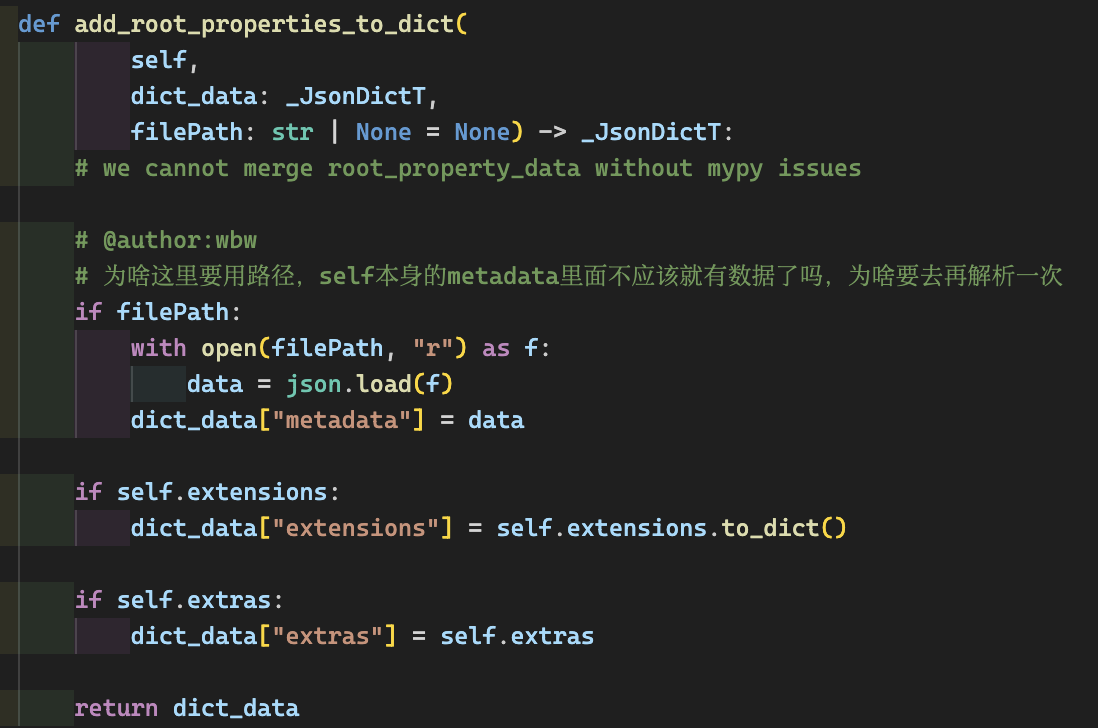 def add_root_properties_to_dict(
self,
dict_data: _JsonDictT,
filePath: str | None = None) -> _JsonDictT:
# we cannot merge root_property_data without mypy issues
# @author:wbw
# 为啥这里要用路径，self本身的metadata里面不应该就有数据了吗，为啥要去再解析一次
if filePath:
with open(filePath, "r") as f:
data = json.load(f)
dict_data["metadata"] = data
if self.extensions:
dict_data["extensions"] = self.extensions.to_dict()
if self.extras:
dict_data["extras"] = self.extras
return dict_data